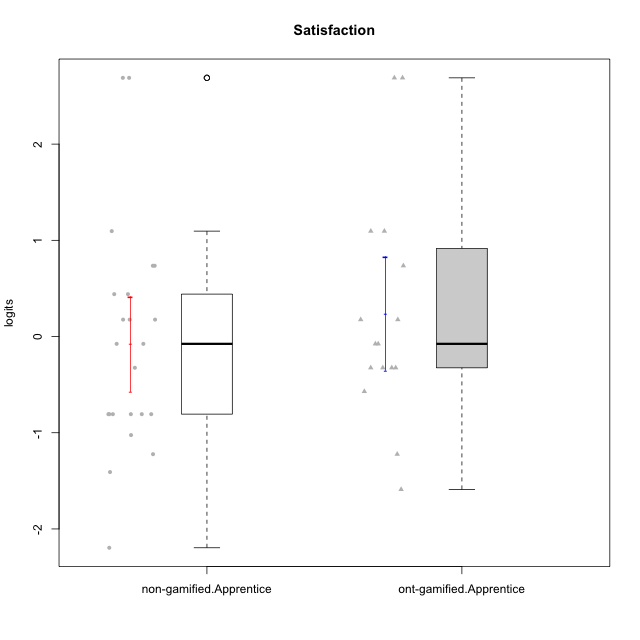 Satisfaction
logits
2
1
0
-1
-2
non-gamified.Apprentice
ont-gamified.Apprentice